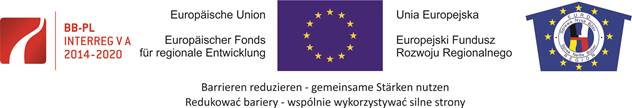 BB-PL
INTERREG V A
2014-2020
Europäische Union
Europäischer Fonds
für regionale Entwicklung
Unia Europejska
Europejski Fundusz
Rozwoju Regionalnego
EURO
Barrieren reduzieren - gemeinsame Stärken nutzen
Redukować bariery - wspólnie wykorzystywać silne strony